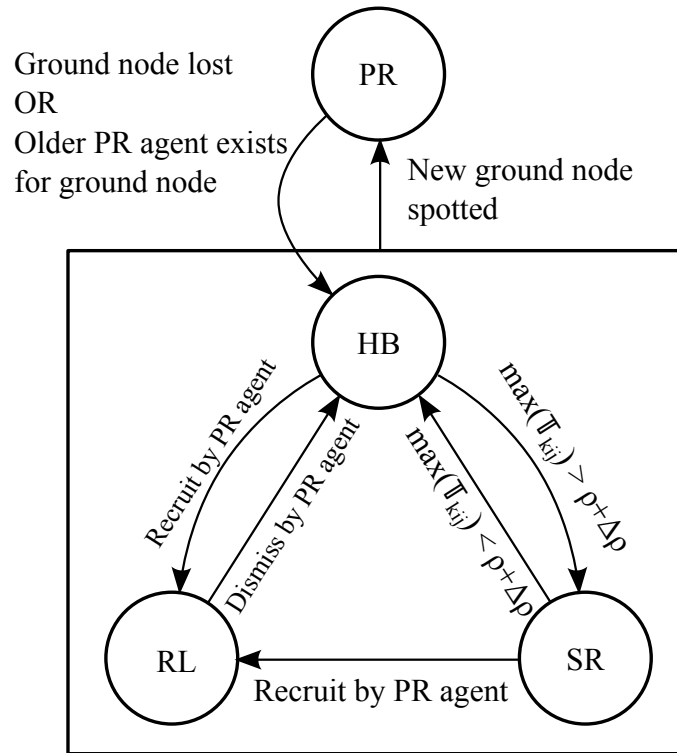 Ground node lost
OR
Older PR agent exists
for ground node
PR
New ground node
spotted
HB
Recruit by PR agent
Dismiss by PR agent
max(𝕋kij) < ρ+Δρ
max(𝕋kij) > ρ+Δρ
RL
SR
Recruit by PR agent